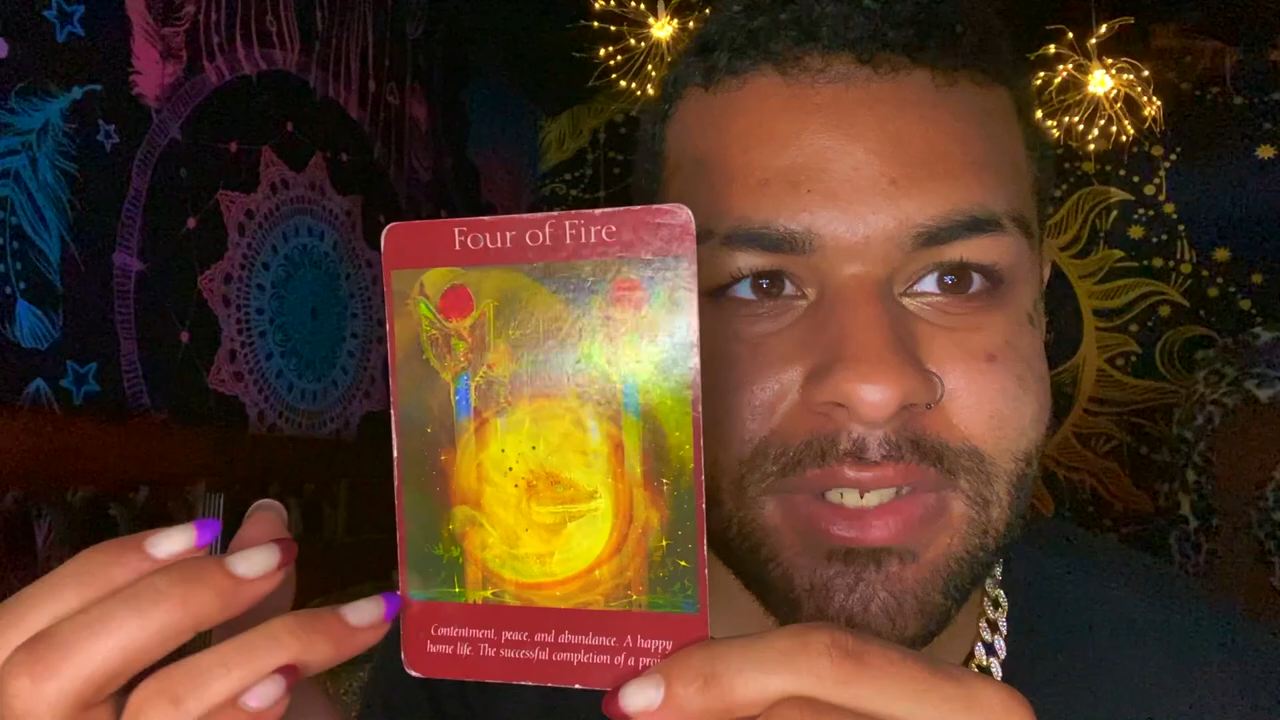 Four of Fire
Contentment, peace, and abundance. A happy
home life. The successful completion of a